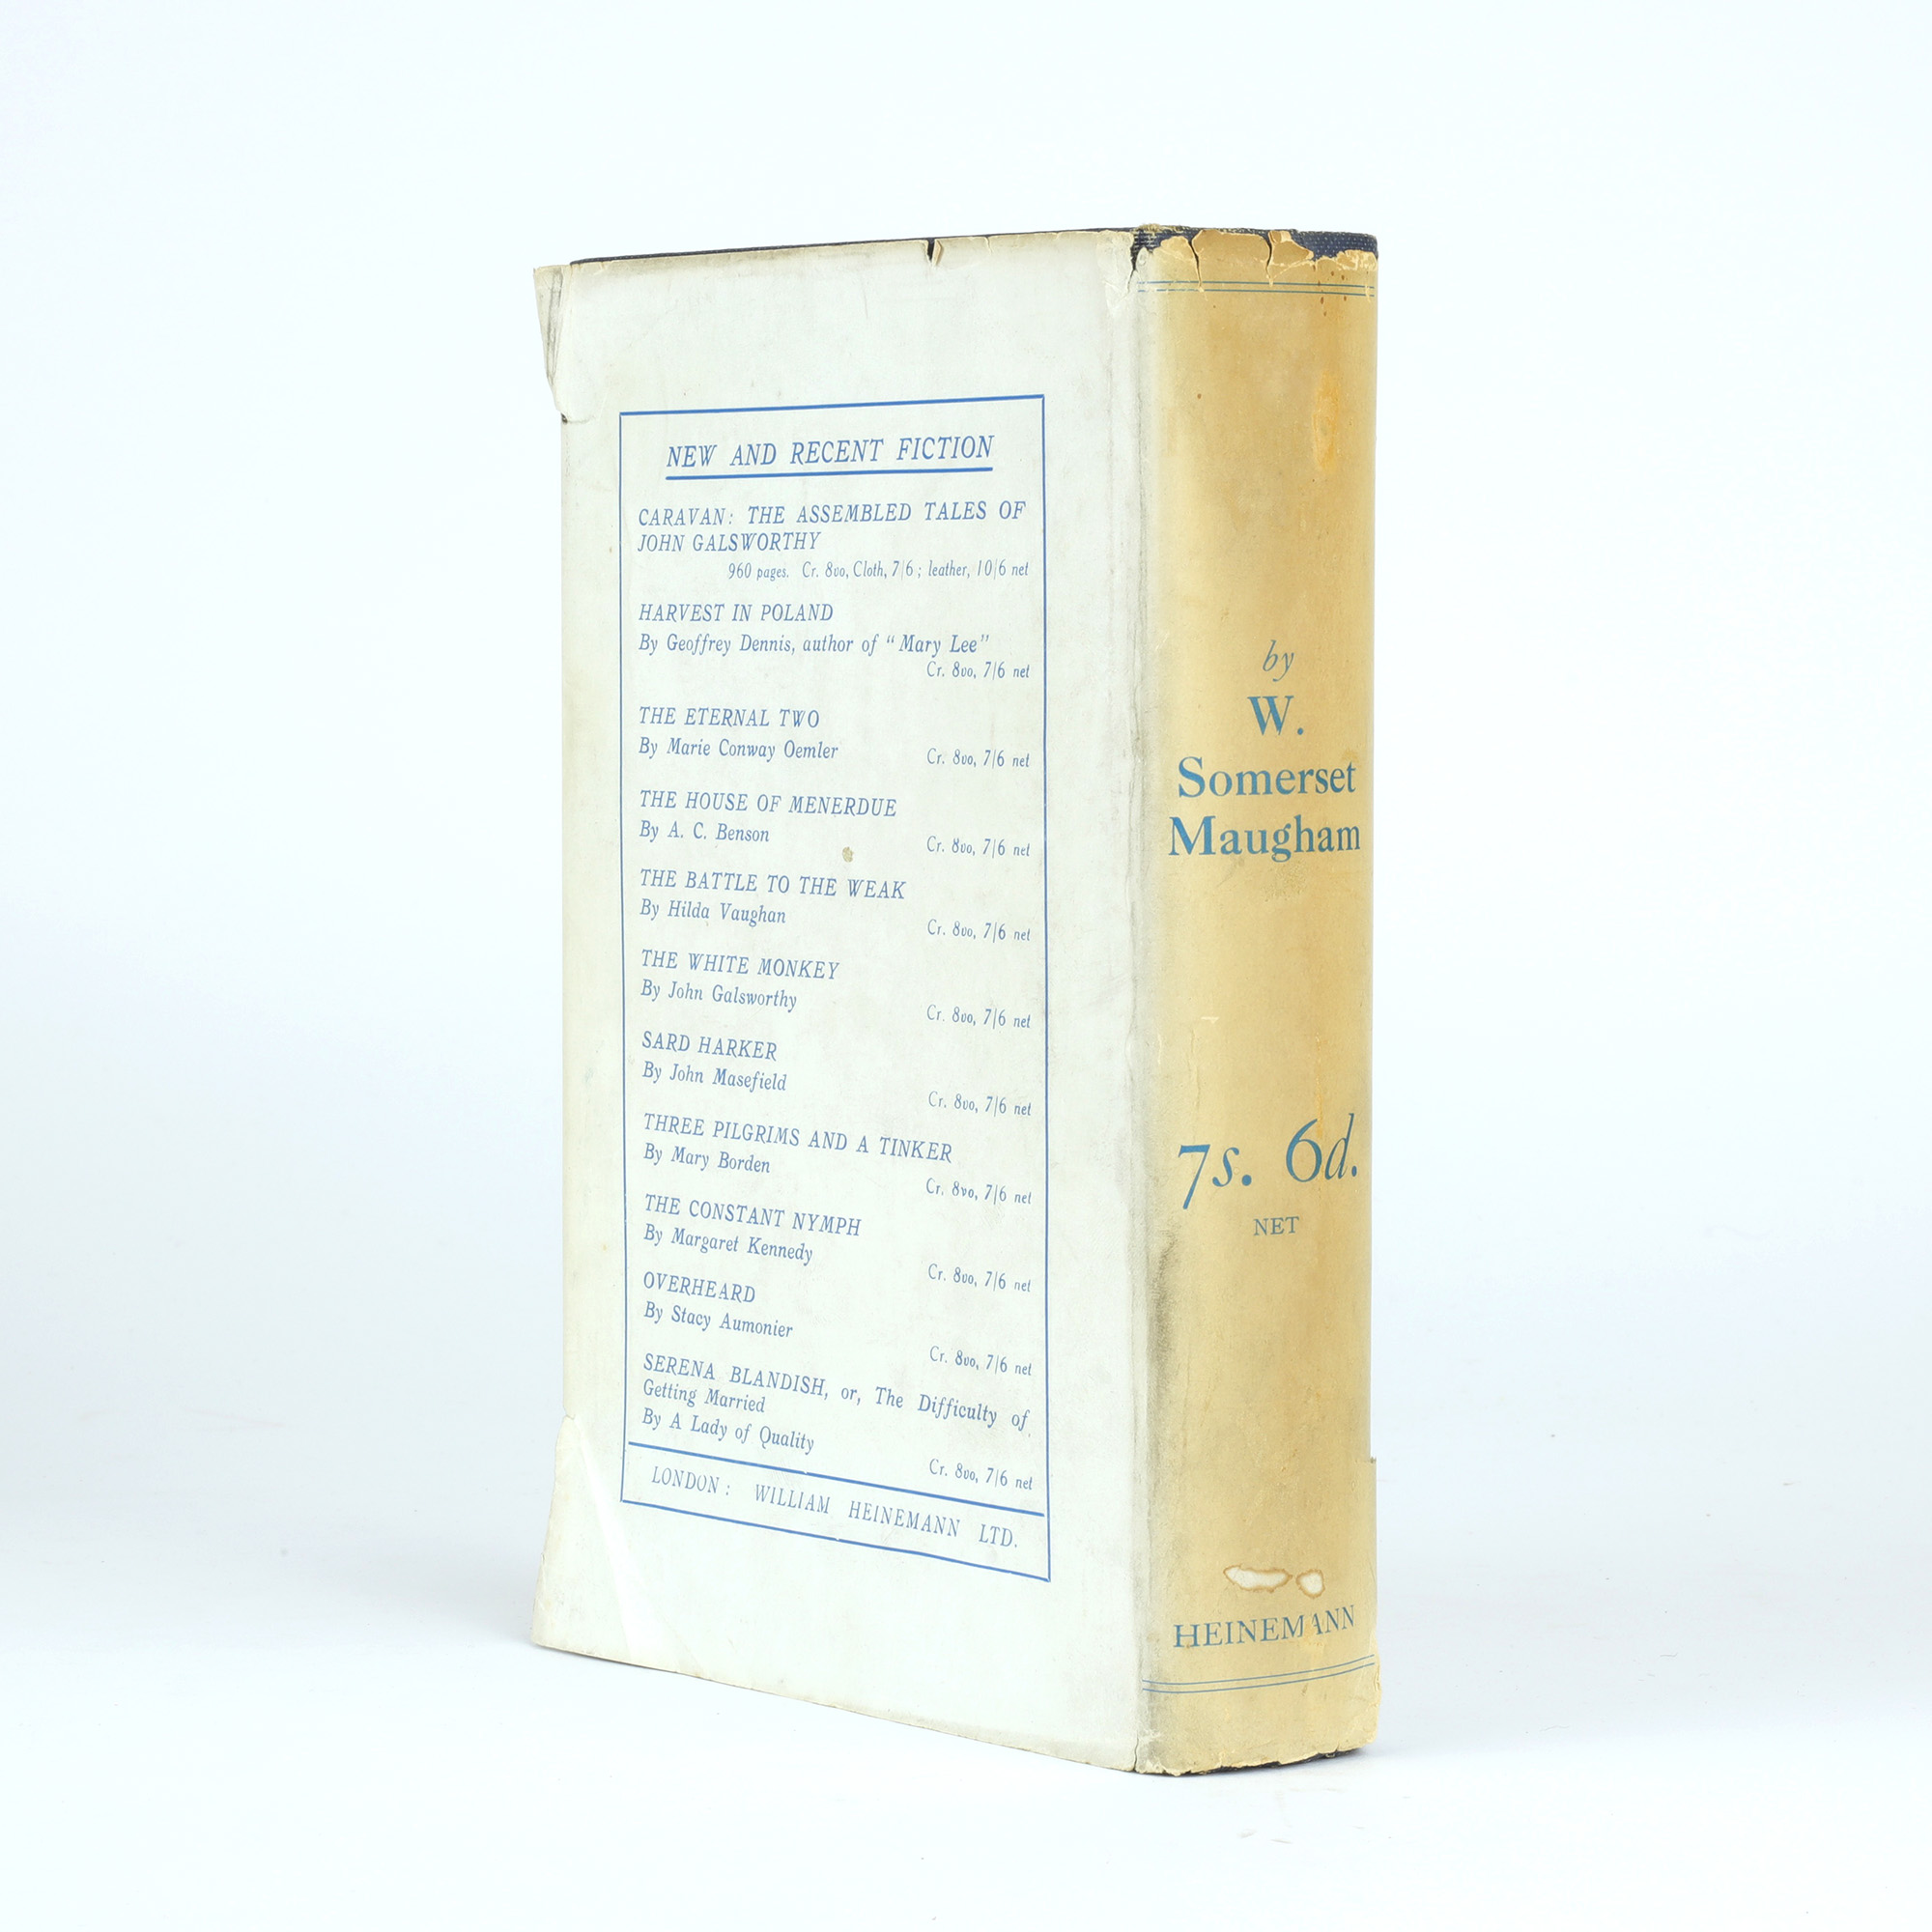 NEW AND RECENT FICTION
CARAVAN: THE ASSEMBLED TALES OF
JOHN GALSWORTHY
960 pages. Cr. 8vo, Cloth, 7/6; leather, 10/6 net
HARVEST IN POLAND
By Geoffrey Dennis, author of "Mary Lee"
Cr. 8vo, 7/6 net
THE ETERNAL TWO
By Marie Conway Oemler Cr. 8vo, 7/6 net
THE HOUSE OF MENERDUE
By A. C. Benson Cr. 8vo, 7/6 net
THE BATTLE TO THE WEAK
By Hilda Vaughan Cr. 8vo, 7/6 net
THE WHITE MONKEY
By John Galsworthy Cr. 8vo, 7/6 net
SARD HARKER
By John Masefield Cr. 8vo, 7/6 net
THREE PILGRIMS AND A TINKER
By Mary Borden Cr. 8vo, 7/6 net
THE CONSTANT NYMPH
By Margaret Kennedy Cr. 8vo, 7/6 net
OVERHEARD
By Stacy Aumonier Cr. 8vo, 7/6 net
SERENA BLANDISH, or, The Difficulty of
Getting Married
By A Lady of Quality Cr. 8vo, 7/6 net
LONDON: WILLIAM HEINEMANN LTD.
by
W.
Somerset
Maugham
7s. 6d.
NET
HEINEMANN